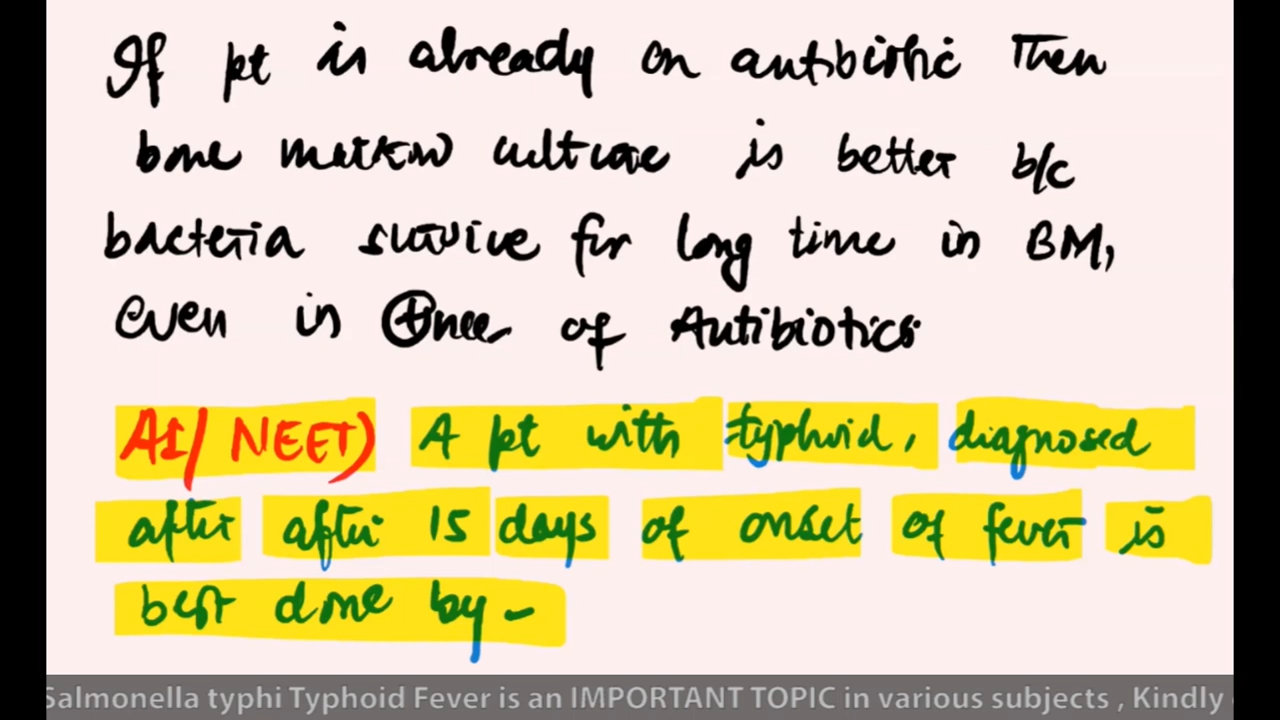 If pt is already on antibiotic Then
bone marrow culture is better b/c
bacteria survive for long time in BM,
even in ⊕nce of Antibiotics
AI/ NEET) A pt with typhoid, diagnosed
after after 15 days of onset of fever is
best done by -
Salmonella typhi Typhoid Fever is an IMPORTANT TOPIC in various subjects , Kindly